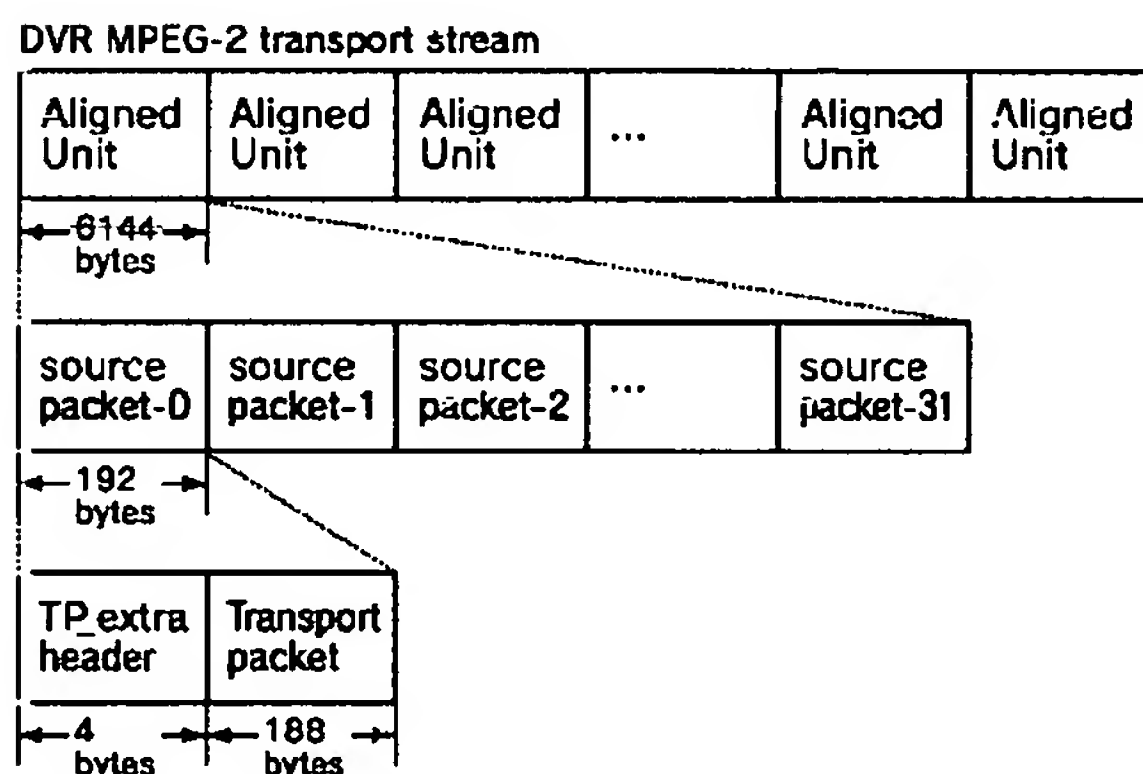 DVR MPEG-2 transport stream
Aligned Unit
Aligned Unit
Aligned Unit
...
Aligned Unit
Aligned Unit
6144 bytes
source packet-0
source packet-1
source packet-2
...
source packet-31
192 bytes
TP_extra header
Transport packet
4 bytes
188 bytes